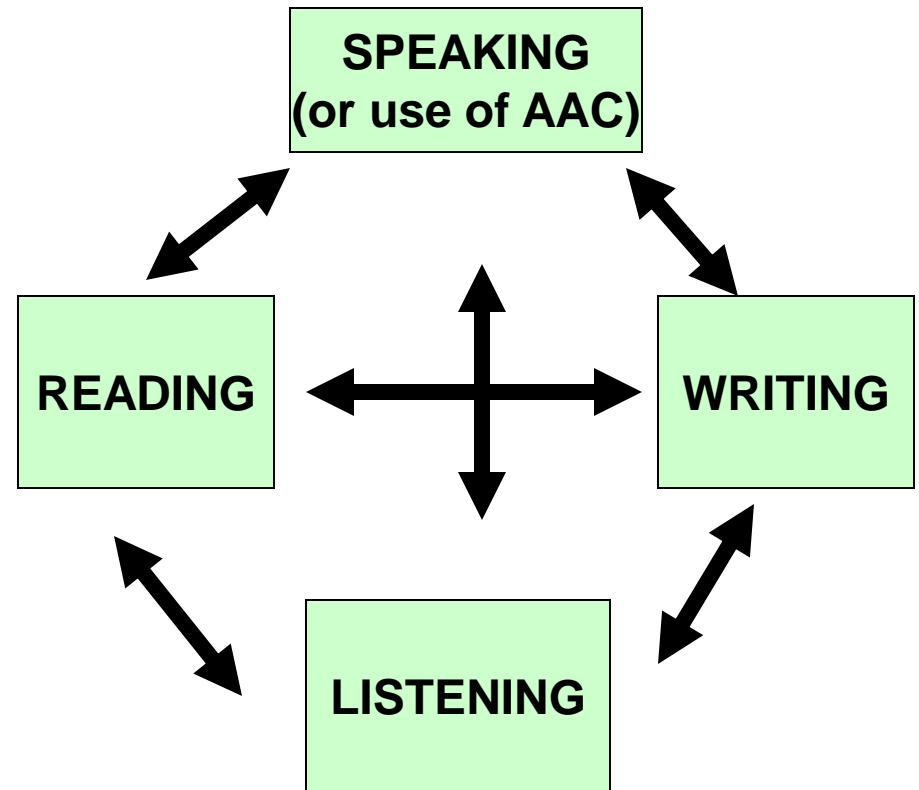 SPEAKING
(or use of AAC)
READING
WRITING
LISTENING